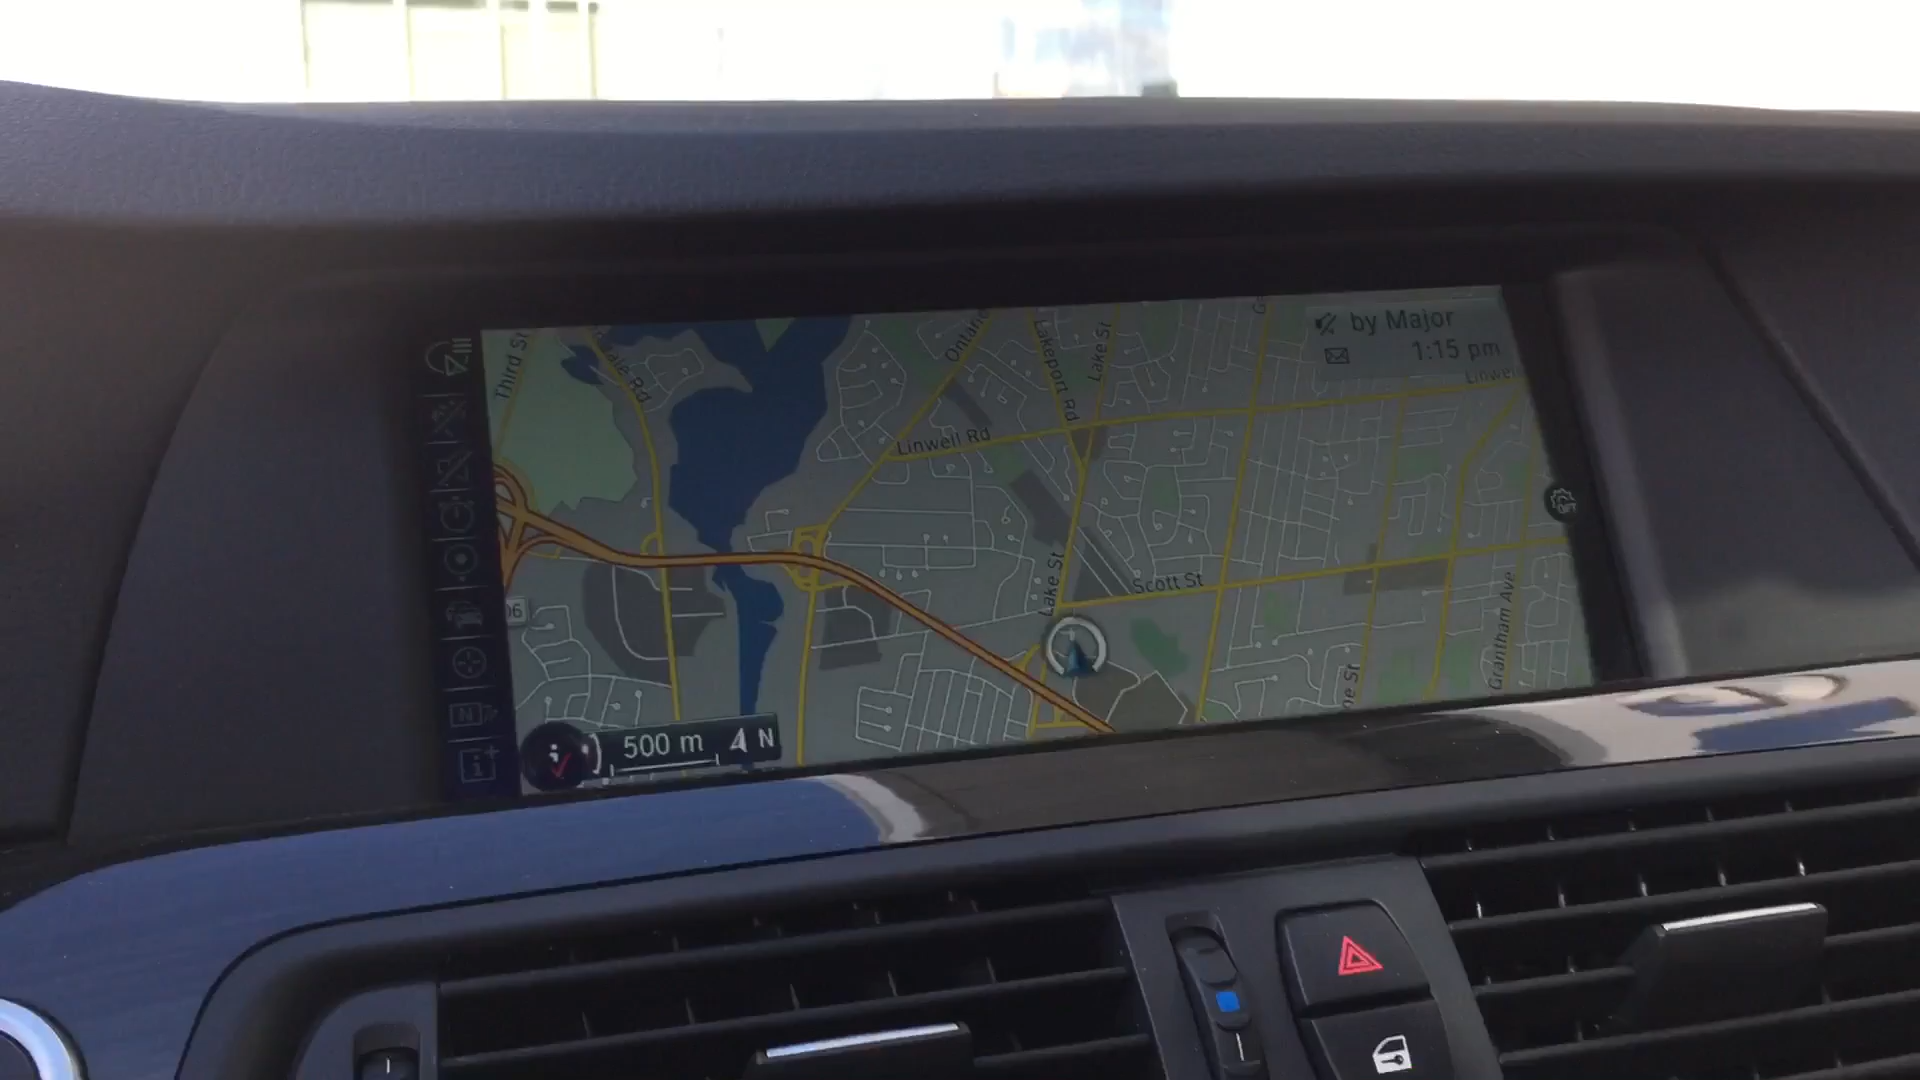 by Major
1:15 pm
Third St
Lakeport Rd
Lake St
Linwell Rd
Lake St
Scott St
Grantham Ave
500 m
N
N
OPT